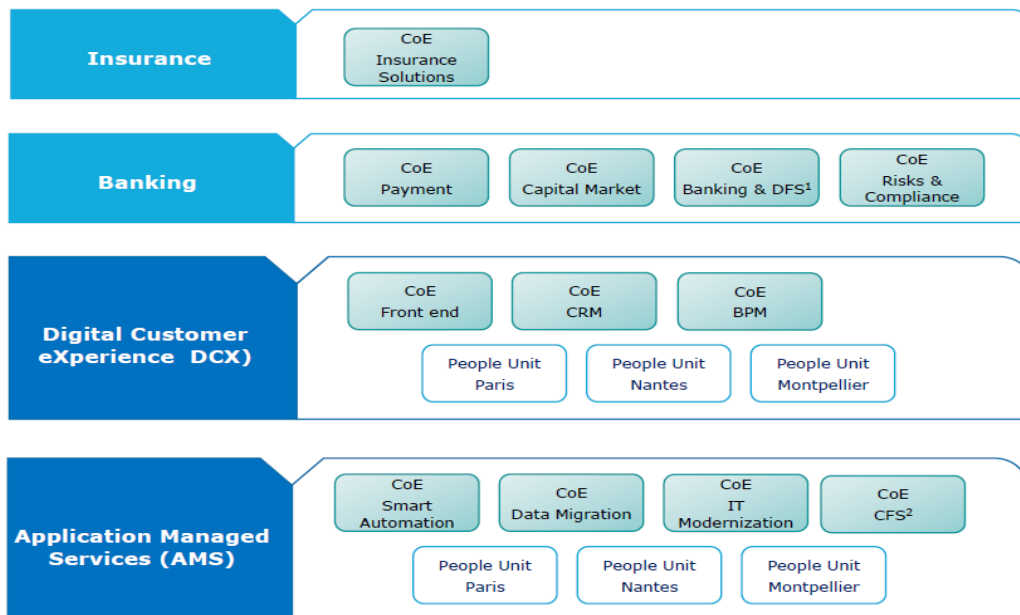 Insurance
CoE
Insurance
Solutions
Banking
CoE
Payment
CoE
Capital Market
CoE
Banking & DFS¹
CoE
Risks &
Compliance
Digital Customer
eXperience  DCX)
CoE
Front end
CoE
CRM
CoE
BPM
People Unit
Paris
People Unit
Nantes
People Unit
Montpellier
Application Managed
Services (AMS)
CoE
Smart
Automation
CoE
Data Migration
CoE
IT
Modernization
CoE
CFS²
People Unit
Paris
People Unit
Nantes
People Unit
Montpellier